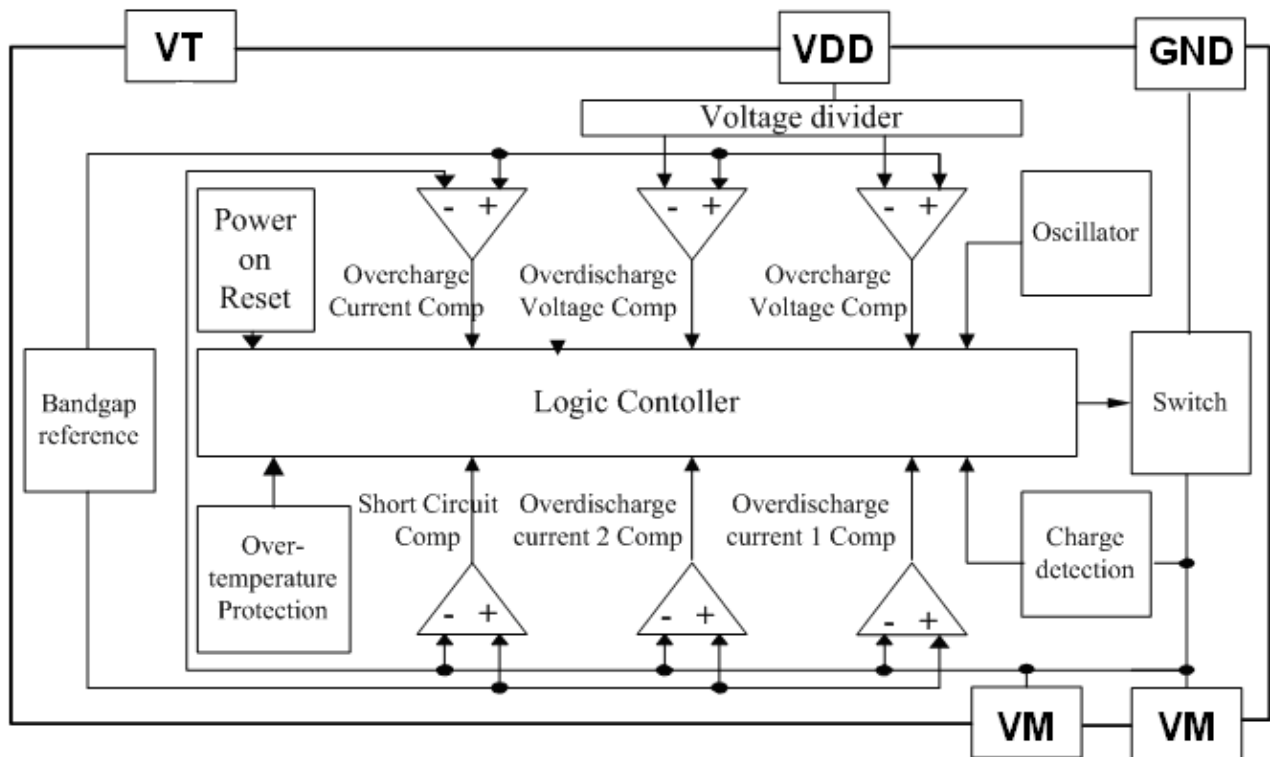 VT
VDD
GND
Voltage divider
- +
- +
- +
Power
on
Reset
Oscillator
Overcharge
Current Comp
Overdischarge
Voltage Comp
Overcharge
Voltage Comp
Bandgap
reference
Logic Contoller
Switch
Short Circuit
Comp
Overdischarge
current 2 Comp
Overdischarge
current 1 Comp
Over-
temperature
Protection
Charge
detection
- +
- +
- +
VM
VM